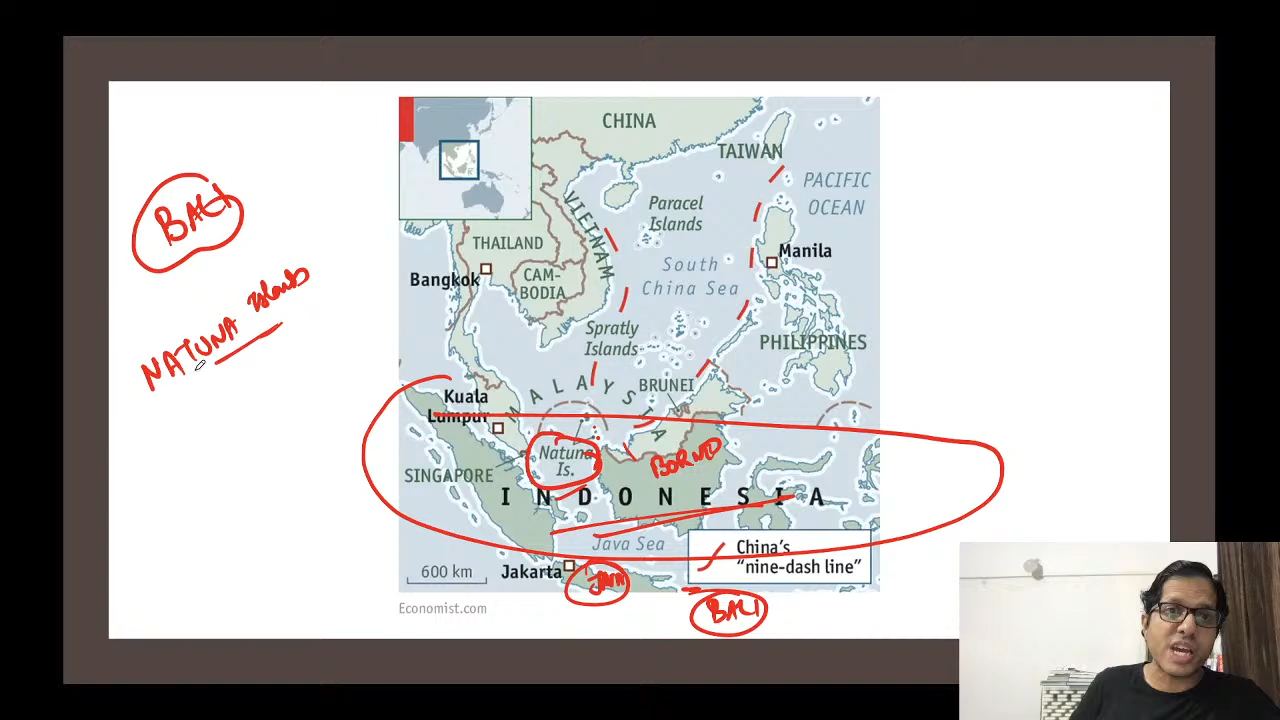 CHINA
TAIWAN
PACIFIC
OCEAN
Paracel
Islands
VIETNAM
BALI
THAILAND
Manila
South
China Sea
Bangkok
CAM-
BODIA
NATUNA Islands
Spratly
Islands
PHILIPPINES
BRUNEI
MALAYSIA
Kuala
Lumpur
Natuna
Is.
BORNEO
SINGAPORE
INDONESIA
Java Sea
China's
"nine-dash line"
600 km
Jakarta
JAVA
BALI
Economist.com